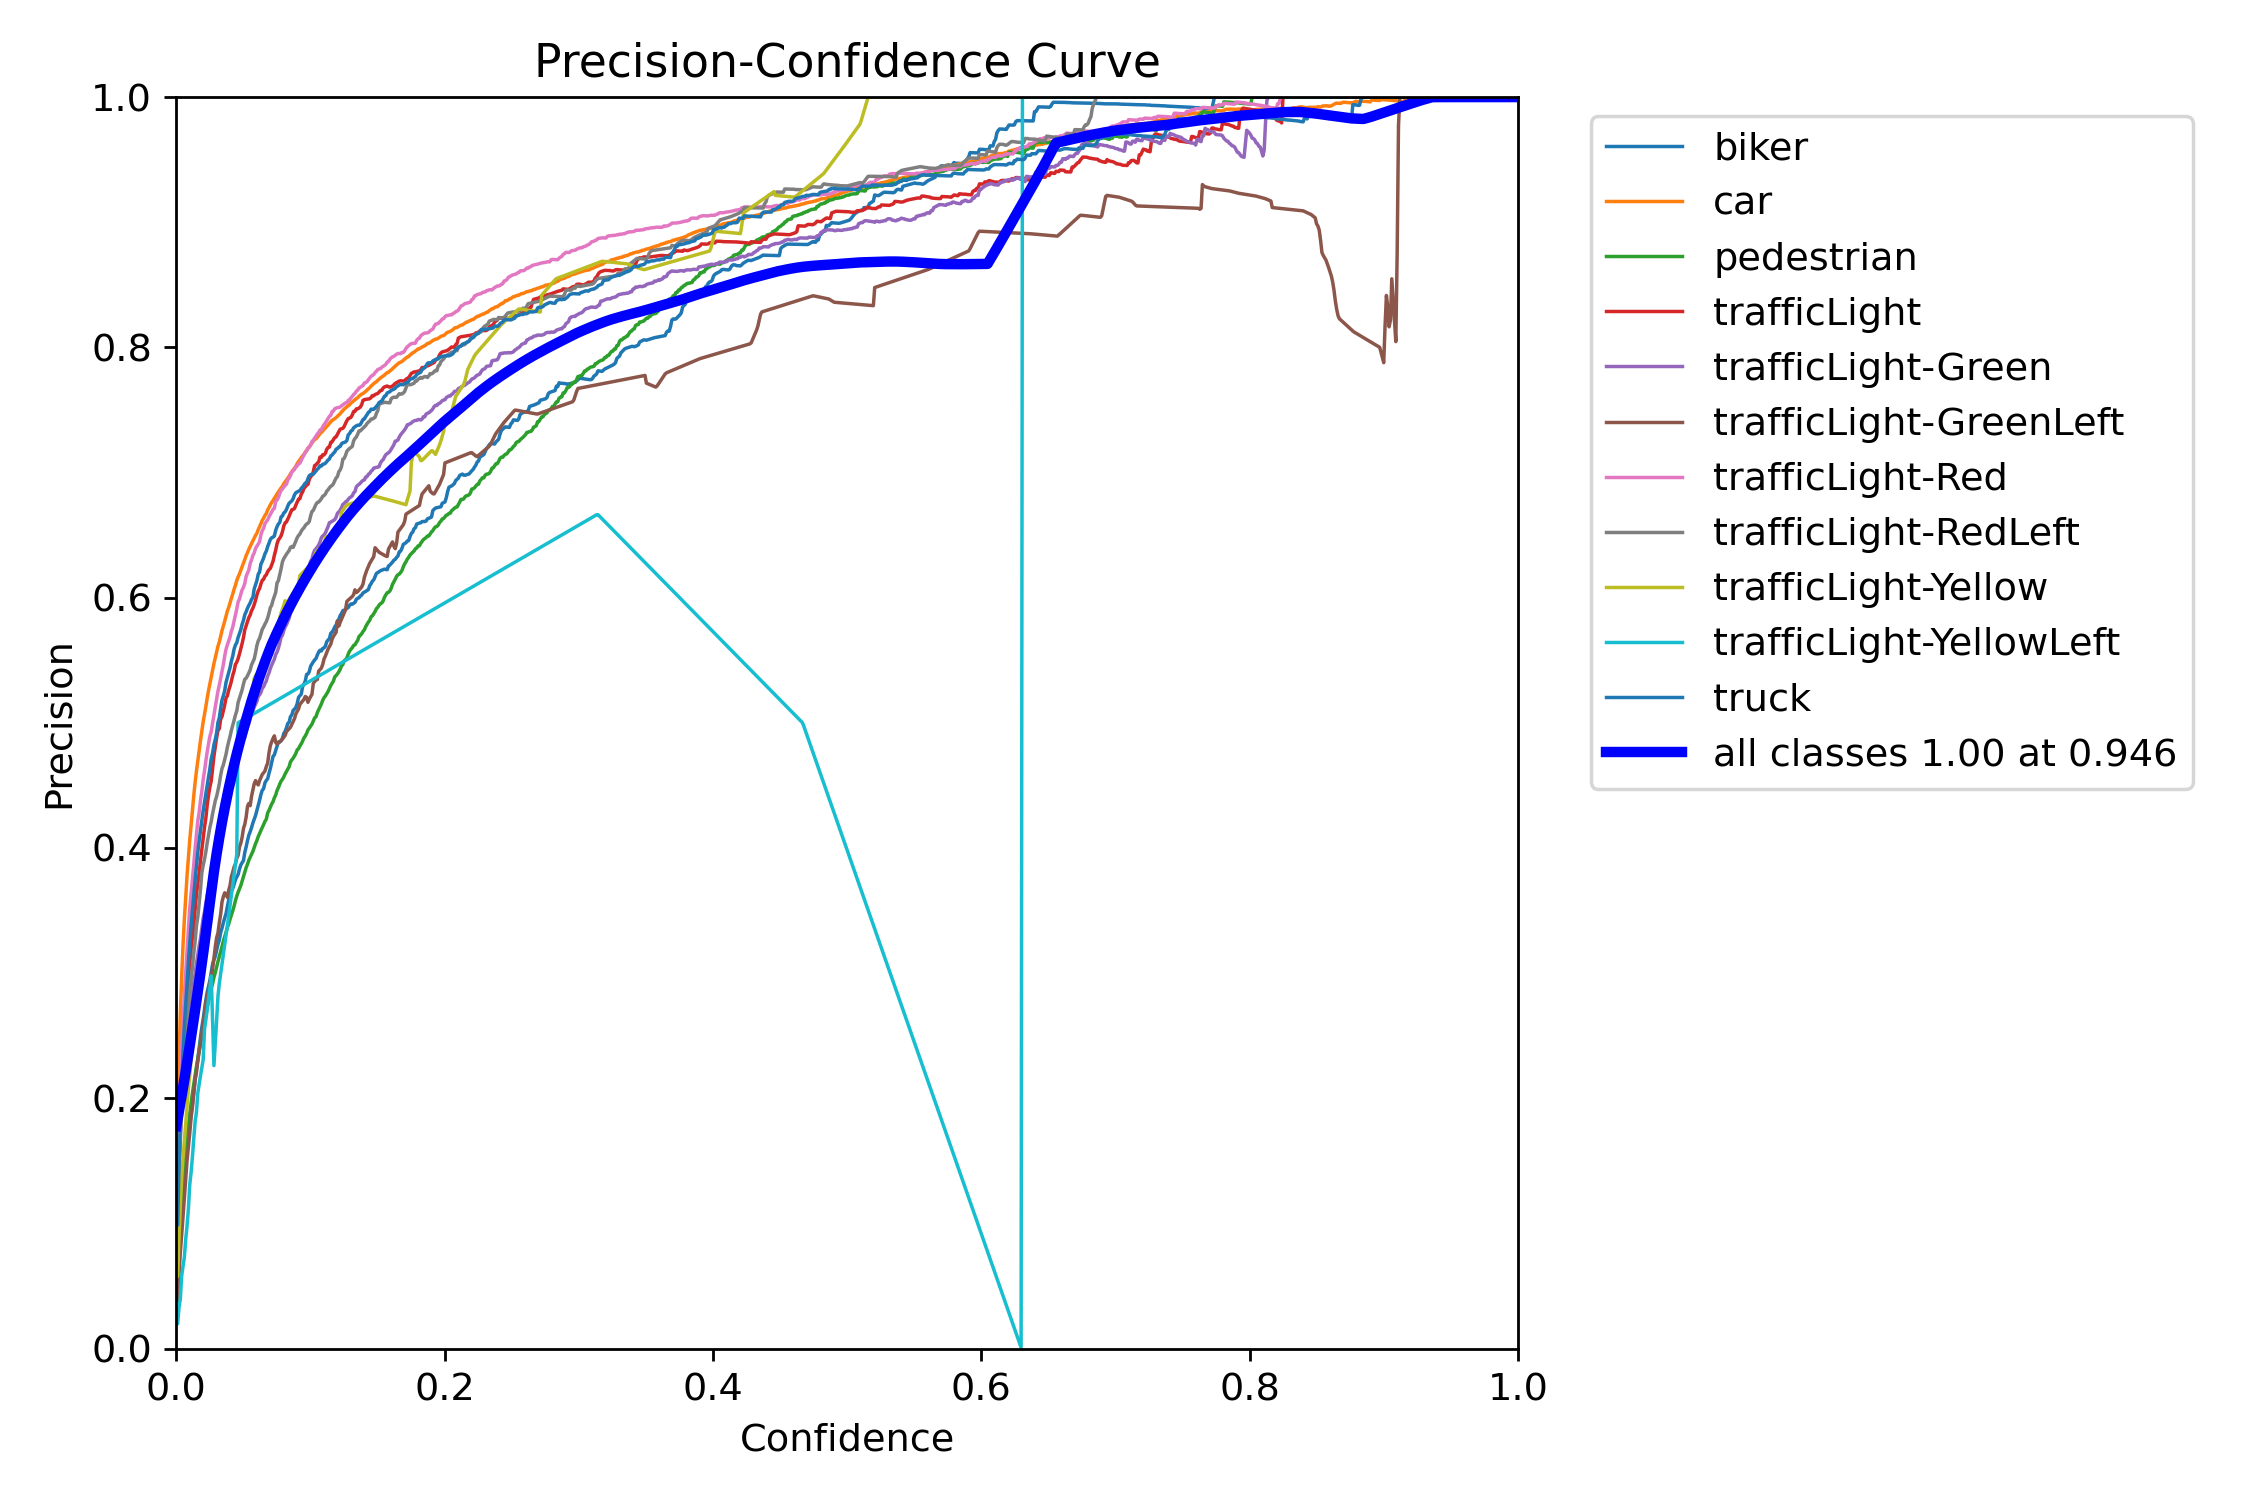 Precision-Confidence Curve
1.0
0.8
0.6
0.4
0.2
0.0
Precision
0.0 0.2 0.4 0.6 0.8 1.0
Confidence
biker
car
pedestrian
trafficLight
trafficLight-Green
trafficLight-GreenLeft
trafficLight-Red
trafficLight-RedLeft
trafficLight-Yellow
trafficLight-YellowLeft
truck
all classes 1.00 at 0.946